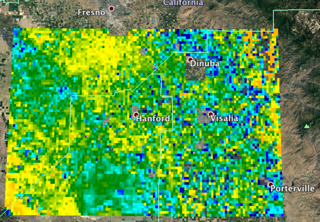 California
Fresno
Dinuba
Hanford
Visalia
Porterville